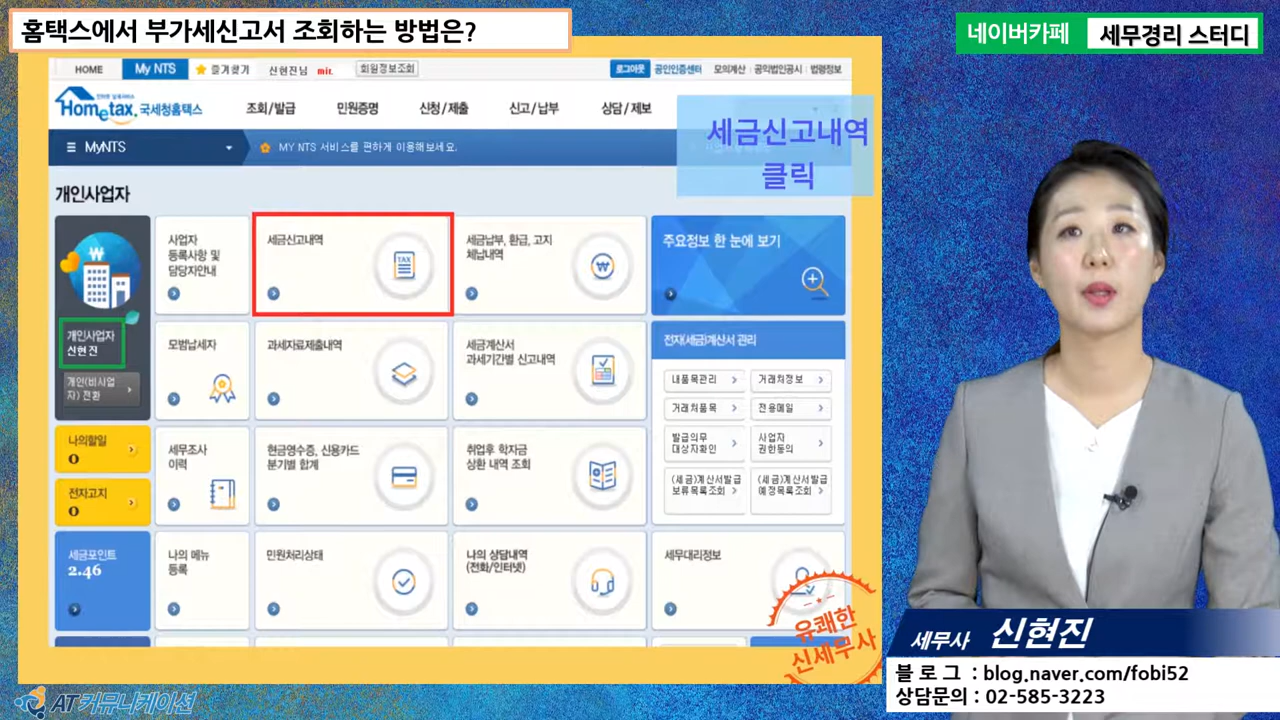 홈택스에서 부가세신고서 조회하는 방법은?
네이버카페 세무경리 스터디
HOME My NTS 즐겨찾기 신현진님 회원정보조회 로그아웃 공인인증센터 모의계산 공익법인공시 법령정보
Hometax. 국세청홈택스 조회/발급 민원증명 신청/제출 신고/납부 상담/제보
MyNTS MY NTS 서비스를 편하게 이용해보세요.
세금신고내역
클릭
개인사업자
사업자
등록사항 및
담당자안내
세금신고내역
TAX
세금납부, 환급, 고지
체납내역
주요정보 한 눈에 보기
개인사업자
신현진
개인(비사업
자) 전환
모범납세자
과세자료제출내역
세금계산서
과세기간별 신고내역
전자(세금)계산서 관리
내품목관리 거래처정보
거래처품목 전용메일
발급의무
대상자확인
사업자
권한동의
(세금)계산서발급
보류목록조회
(세금)계산서발급
예정목록조회
나의할일
0
전자고지
0
세무조사
이력
현금영수증, 신용카드
분기별 합계
취업후 학자금
상환 내역 조회
세금포인트
2.46
나의 메뉴
등록
민원처리상태
나의 상담내역
(전화/인터넷)
세무대리정보
유쾌한
신세무사
세무사 신현진
블로그 : blog.naver.com/fobi52
상담문의 : 02-585-3223
AT커뮤니케이션